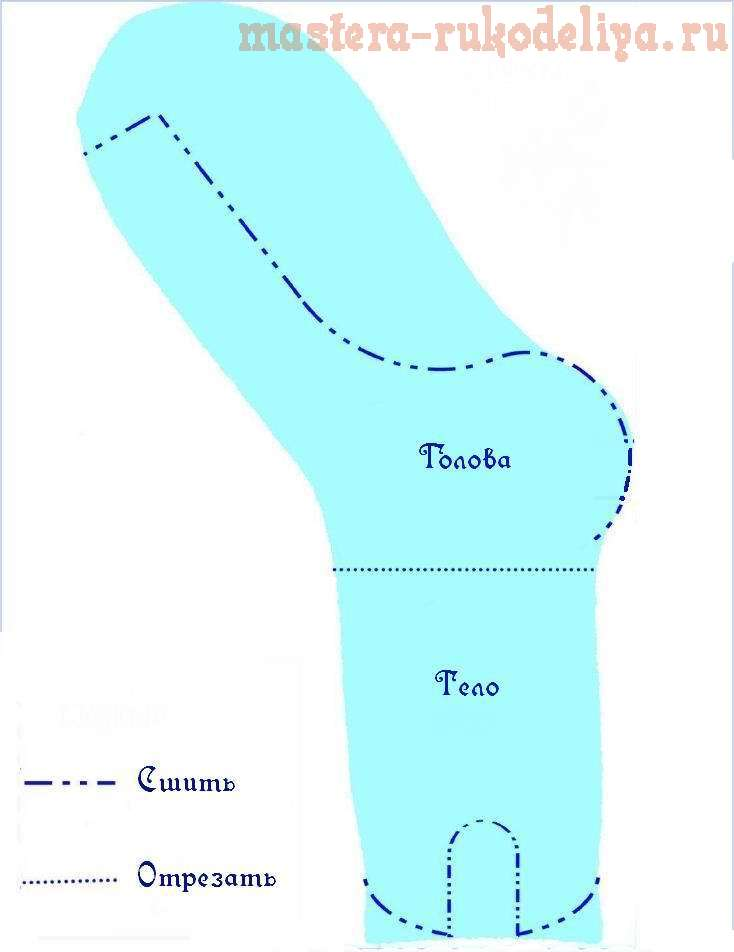 mastera-rukodeliya.ru
Голова
Тело
Сшить
Отрезать